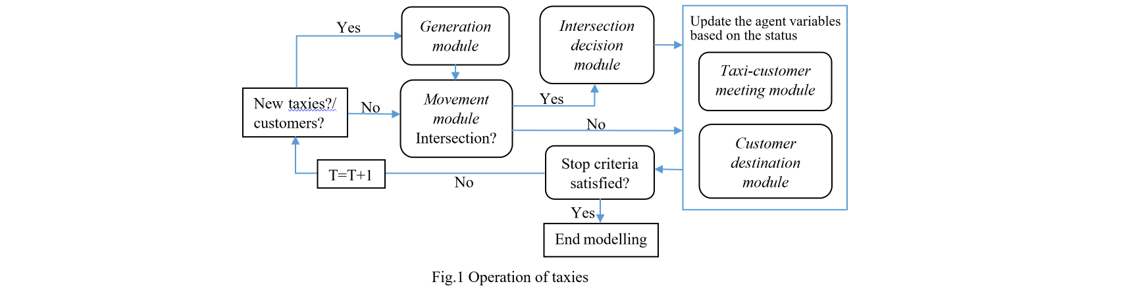 Yes
Generation
module
Intersection
decision
module
Update the agent variables
based on the status
Taxi-customer
meeting module
Customer
destination
module
New taxies?/
customers?
No
Movement
module
Intersection?
Yes
No
Stop criteria
satisfied?
T=T+1
No
Yes
End modelling
Fig.1 Operation of taxies